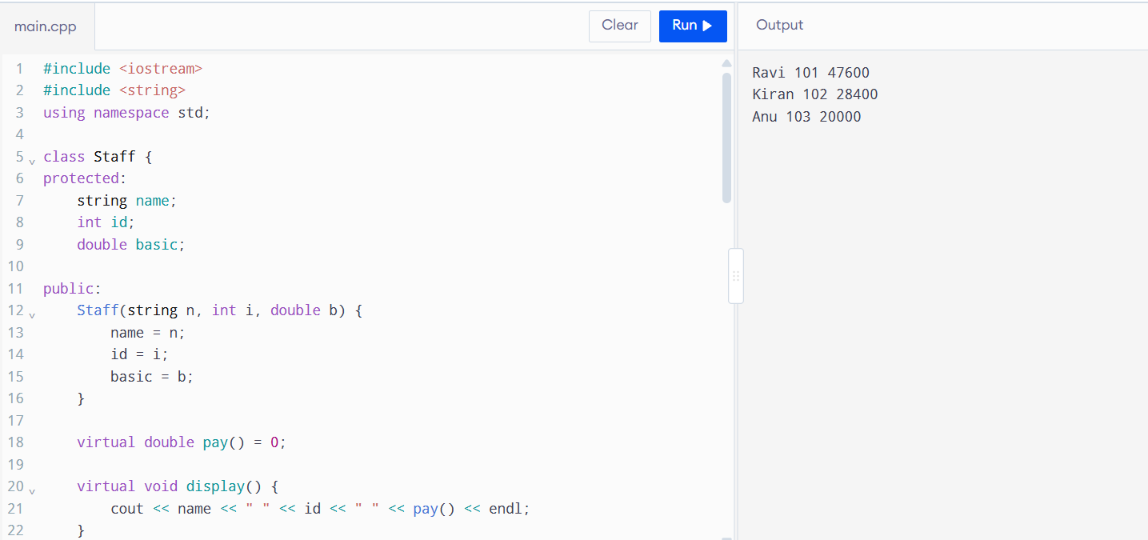 main.cpp
Clear
Run
Output
1 #include <iostream>
2 #include <string>
3 using namespace std;
4
5 class Staff {
6 protected:
7     string name;
8     int id;
9     double basic;
10
11 public:
12     Staff(string n, int i, double b) {
13         name = n;
14         id = i;
15         basic = b;
16     }
17
18     virtual double pay() = 0;
19
20     virtual void display() {
21         cout << name << " " << id << " " << pay() << endl;
22     }
Ravi 101 47600
Kiran 102 28400
Anu 103 20000